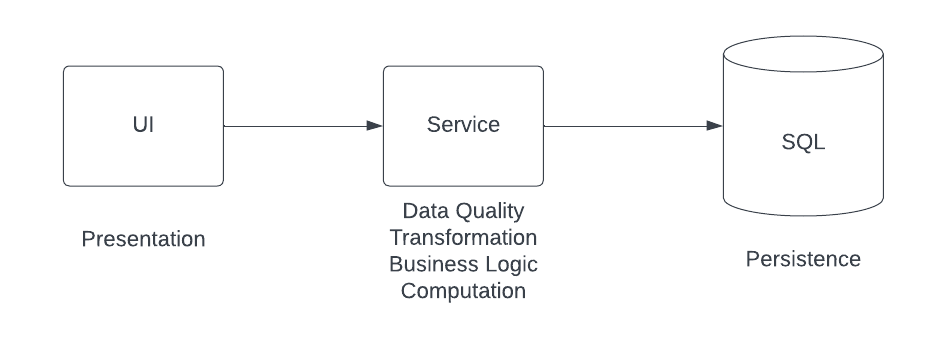 UI
Service
SQL
Presentation
Data Quality
Transformation
Business Logic
Computation
Persistence